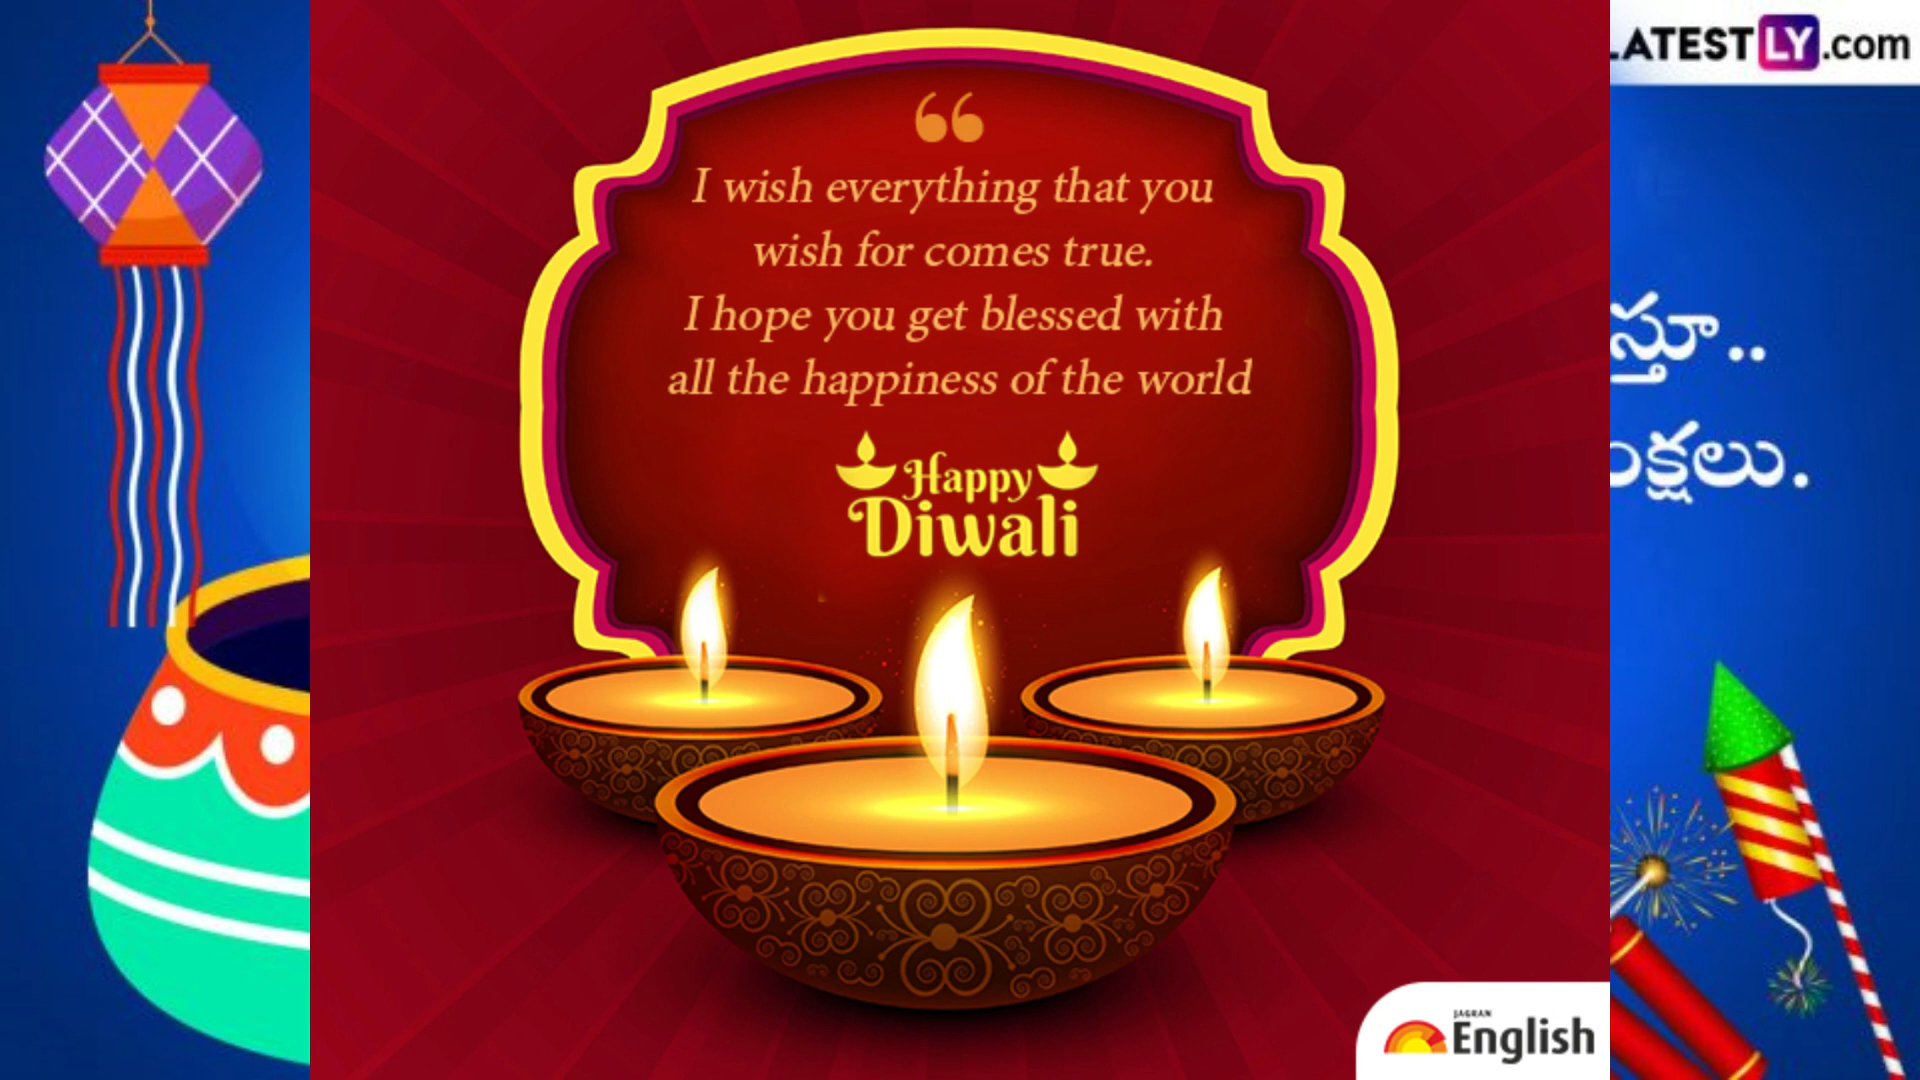 LY.com
“
I wish everything that you
wish for comes true.
I hope you get blessed with
all the happiness of the world
Happy
Diwali
JAGRAN
English